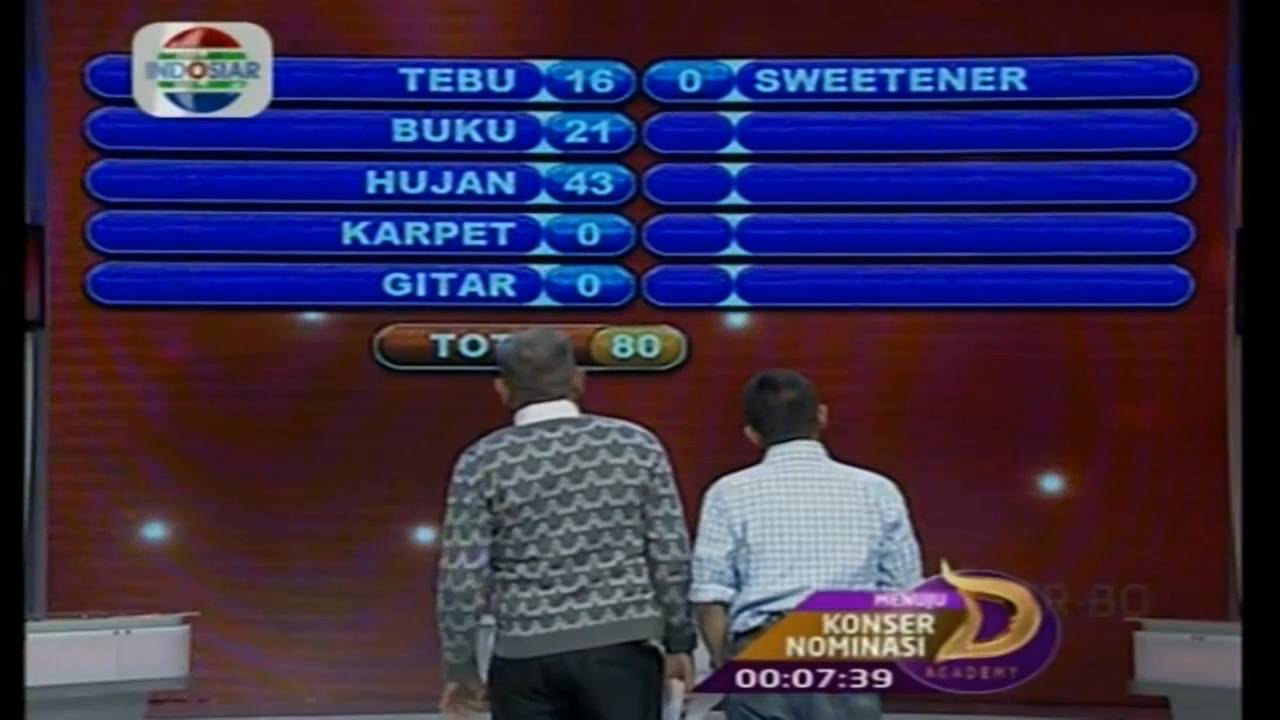 INDOSIAR
TEBU 16 0 SWEETENER
BUKU 21
HUJAN 43
KARPET 0
GITAR 0
TOT 80
MENUJU
KONSER
NOMINASI
D
ACADEMY
00:07:39